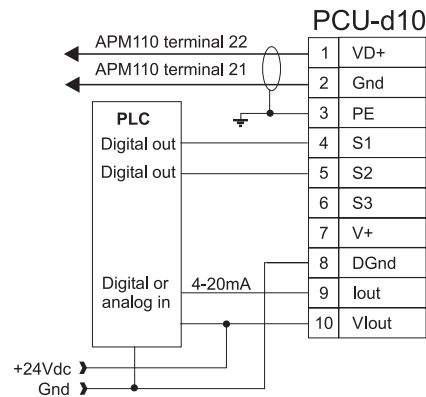 PCU-d10
APM110 terminal 22
1 VD+
APM110 terminal 21
2 Gnd
3 PE
PLC
Digital out
4 S1
Digital out
5 S2
6 S3
7 V+
8 DGnd
Digital or
analog in
4-20mA
9 Iout
10 VIout
+24Vdc
Gnd